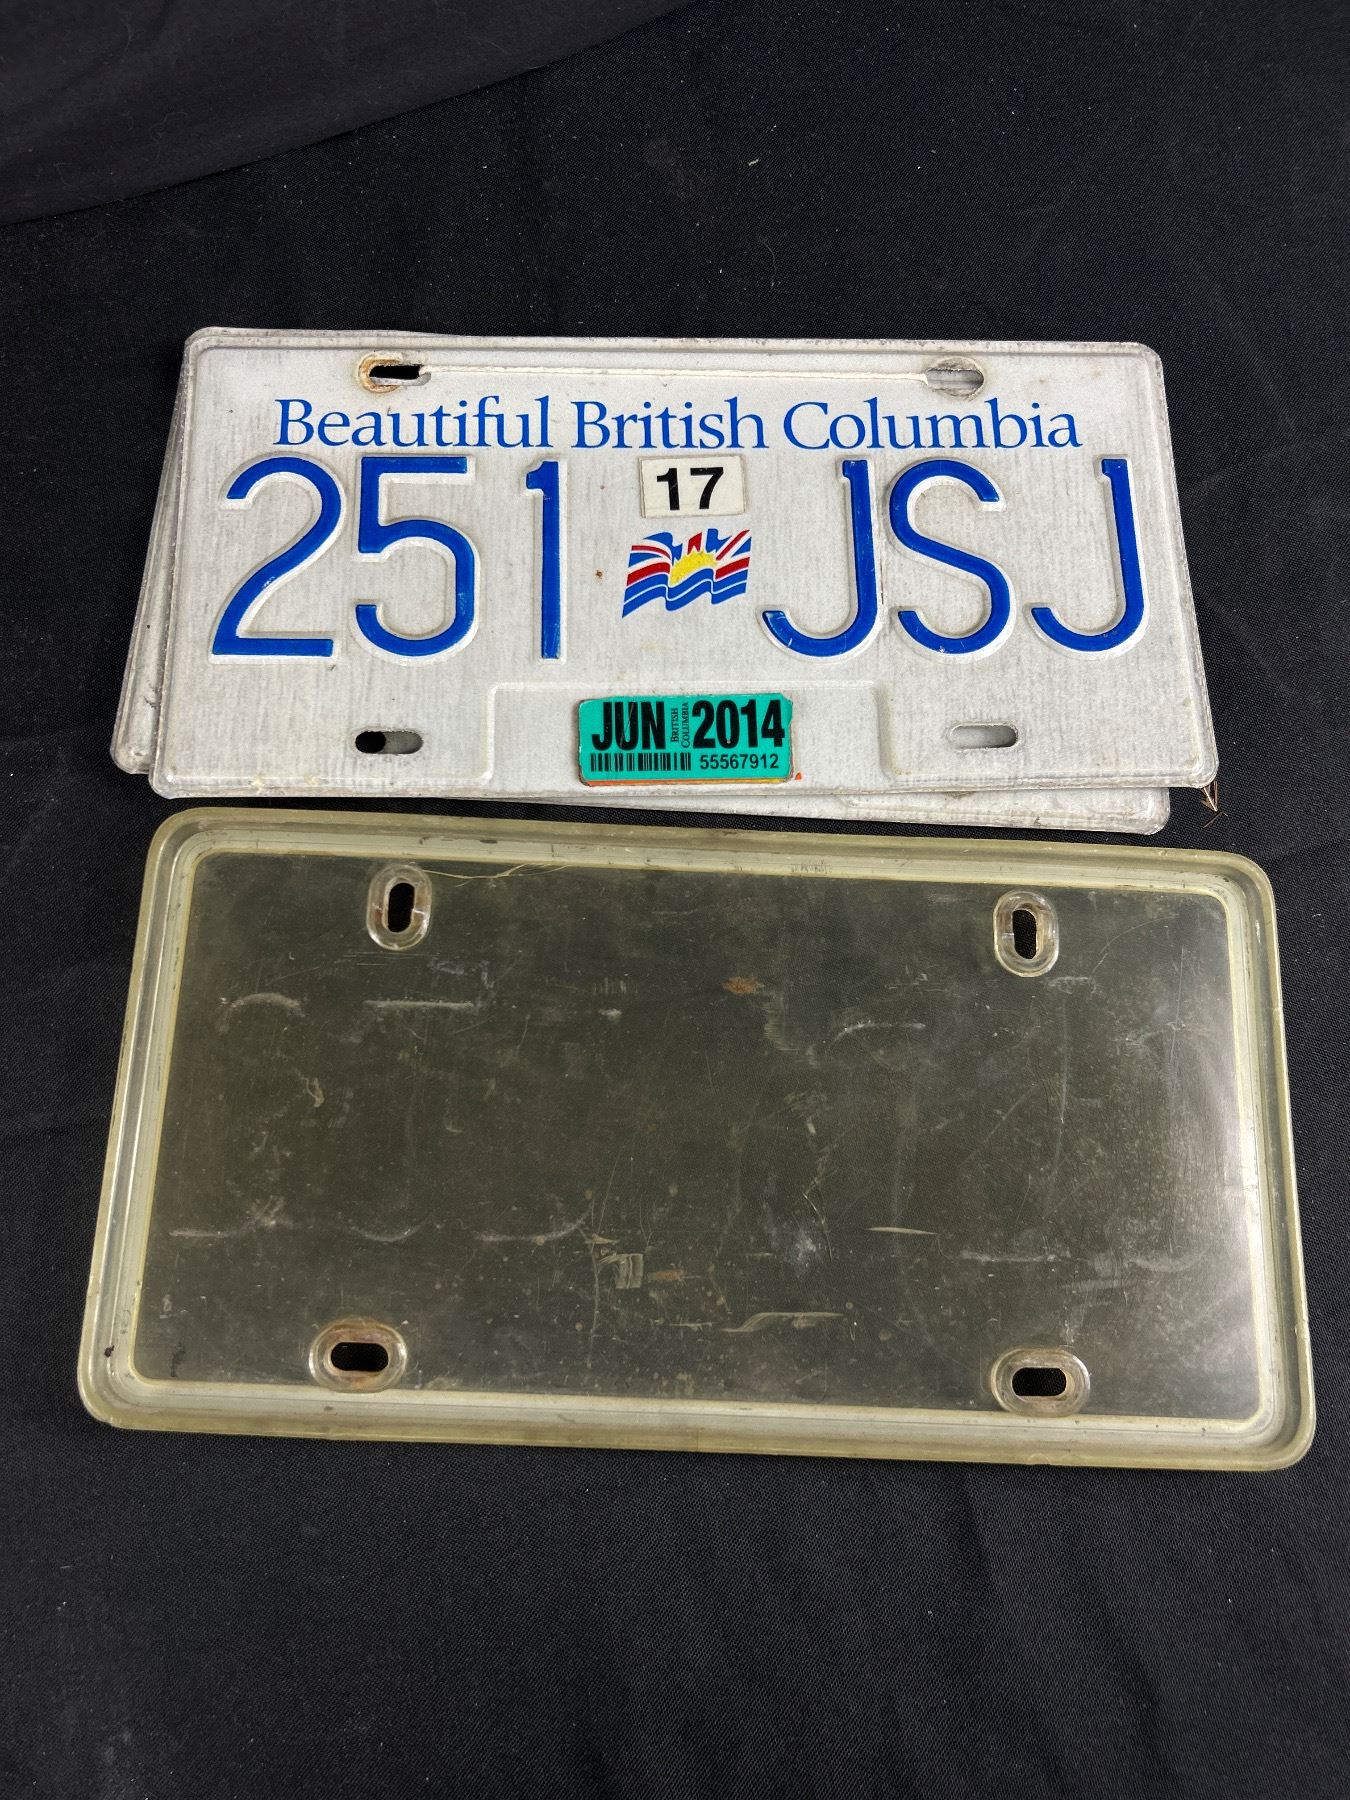 Beautiful British Columbia
251 17 JSJ
JUN BRITISH COLUMBIA 2014
55567912